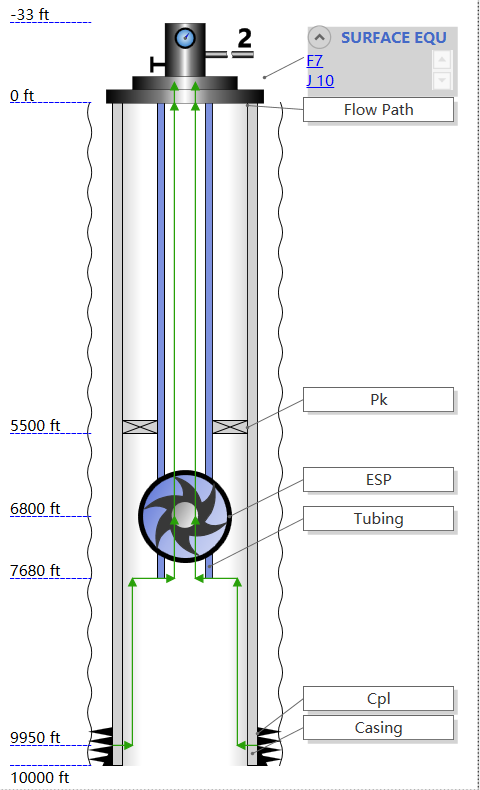 -33 ft
2
SURFACE EQU
F7
J 10
0 ft
Flow Path
Pk
5500 ft
ESP
6800 ft
Tubing
7680 ft
Cpl
Casing
9950 ft
10000 ft